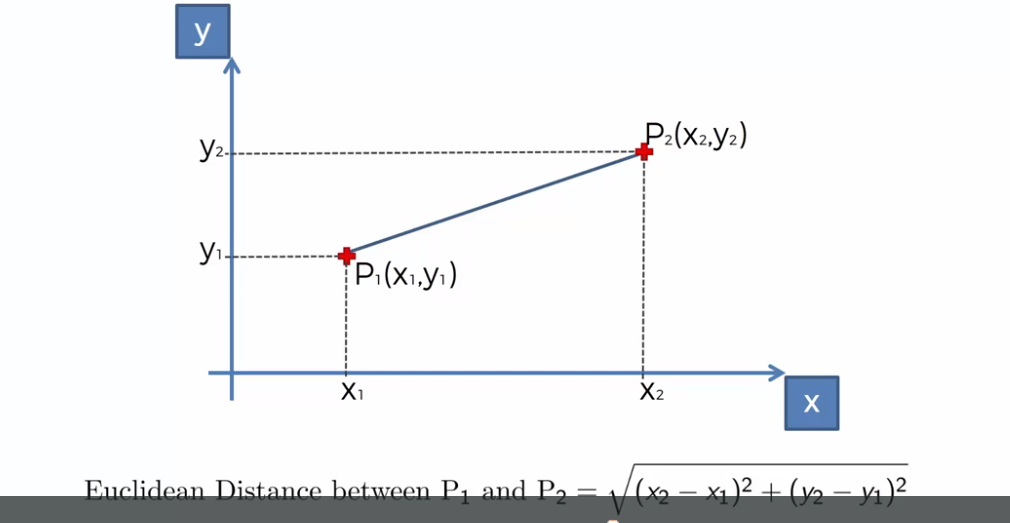 y
P₂(x₂,y₂)
y₂
y₁
P₁(x₁,y₁)
x₁
x₂
x
Euclidean Distance between P₁ and P₂ = √(x₂ − x₁)² + (y₂ − y₁)²